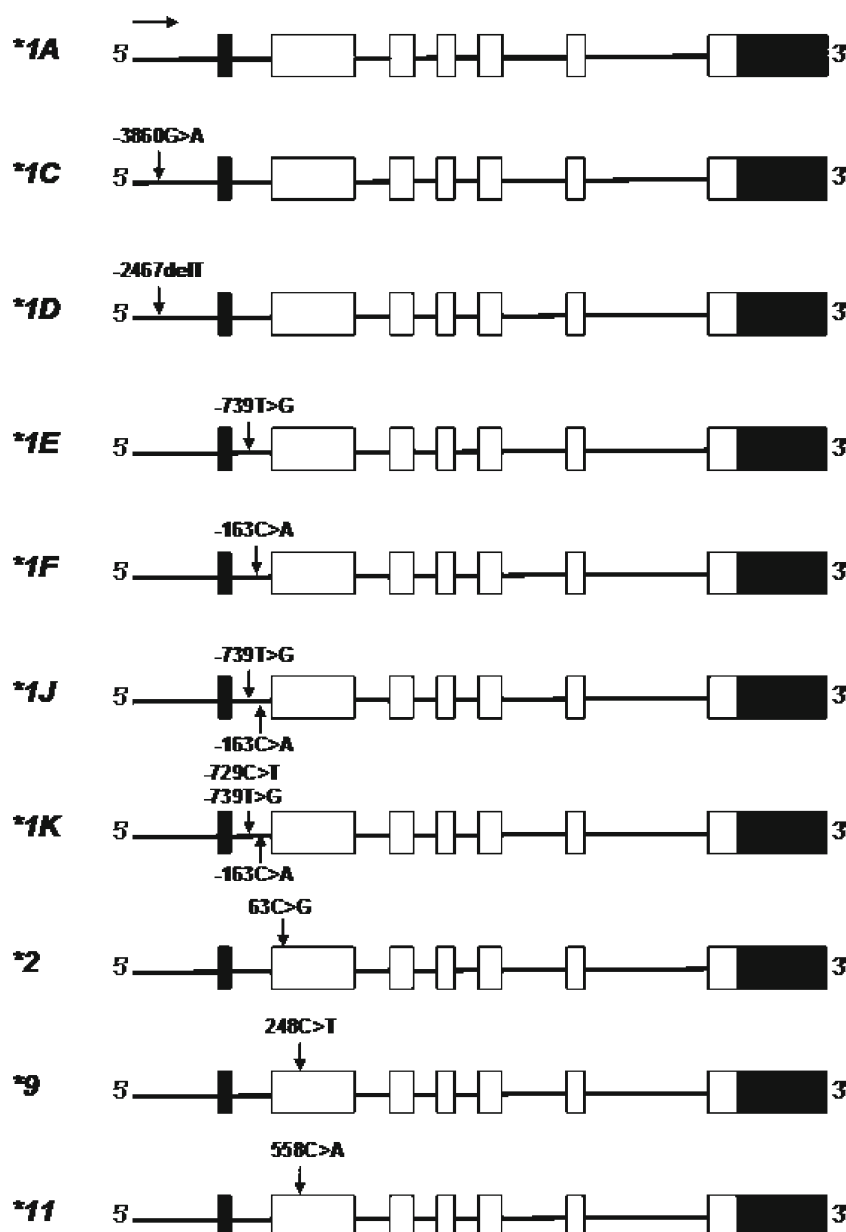 *1A 5' 3'
-3860G>A
*1C 5' 3'
-2467delT
*1D 5' 3'
-739T>G
*1E 5' 3'
-163C>A
*1F 5' 3'
-739T>G
*1J 5' 3'
-163C>A
-729C>T
-739T>G
*1K 5' 3'
-163C>A
63C>G
*2 5' 3'
248C>T
*9 5' 3'
558C>A
*11 5' 3'